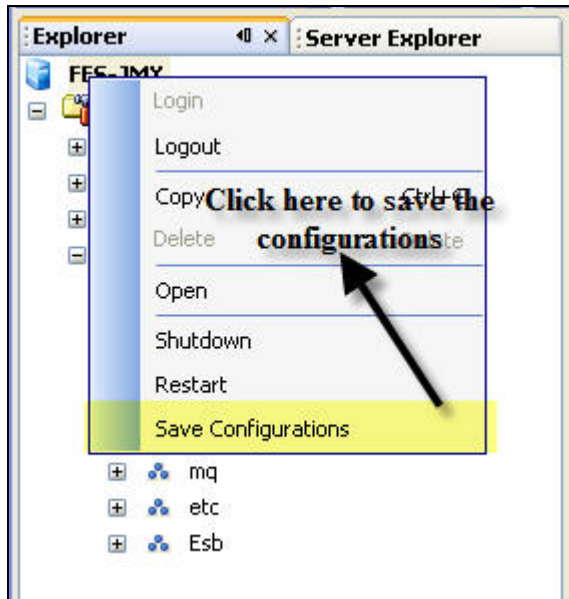 Explorer
Server Explorer
FES-JMX
Login
Logout
Copy
Click here to save the
configurations
Delete
Open
Shutdown
Restart
Save Configurations
mq
etc
Esb